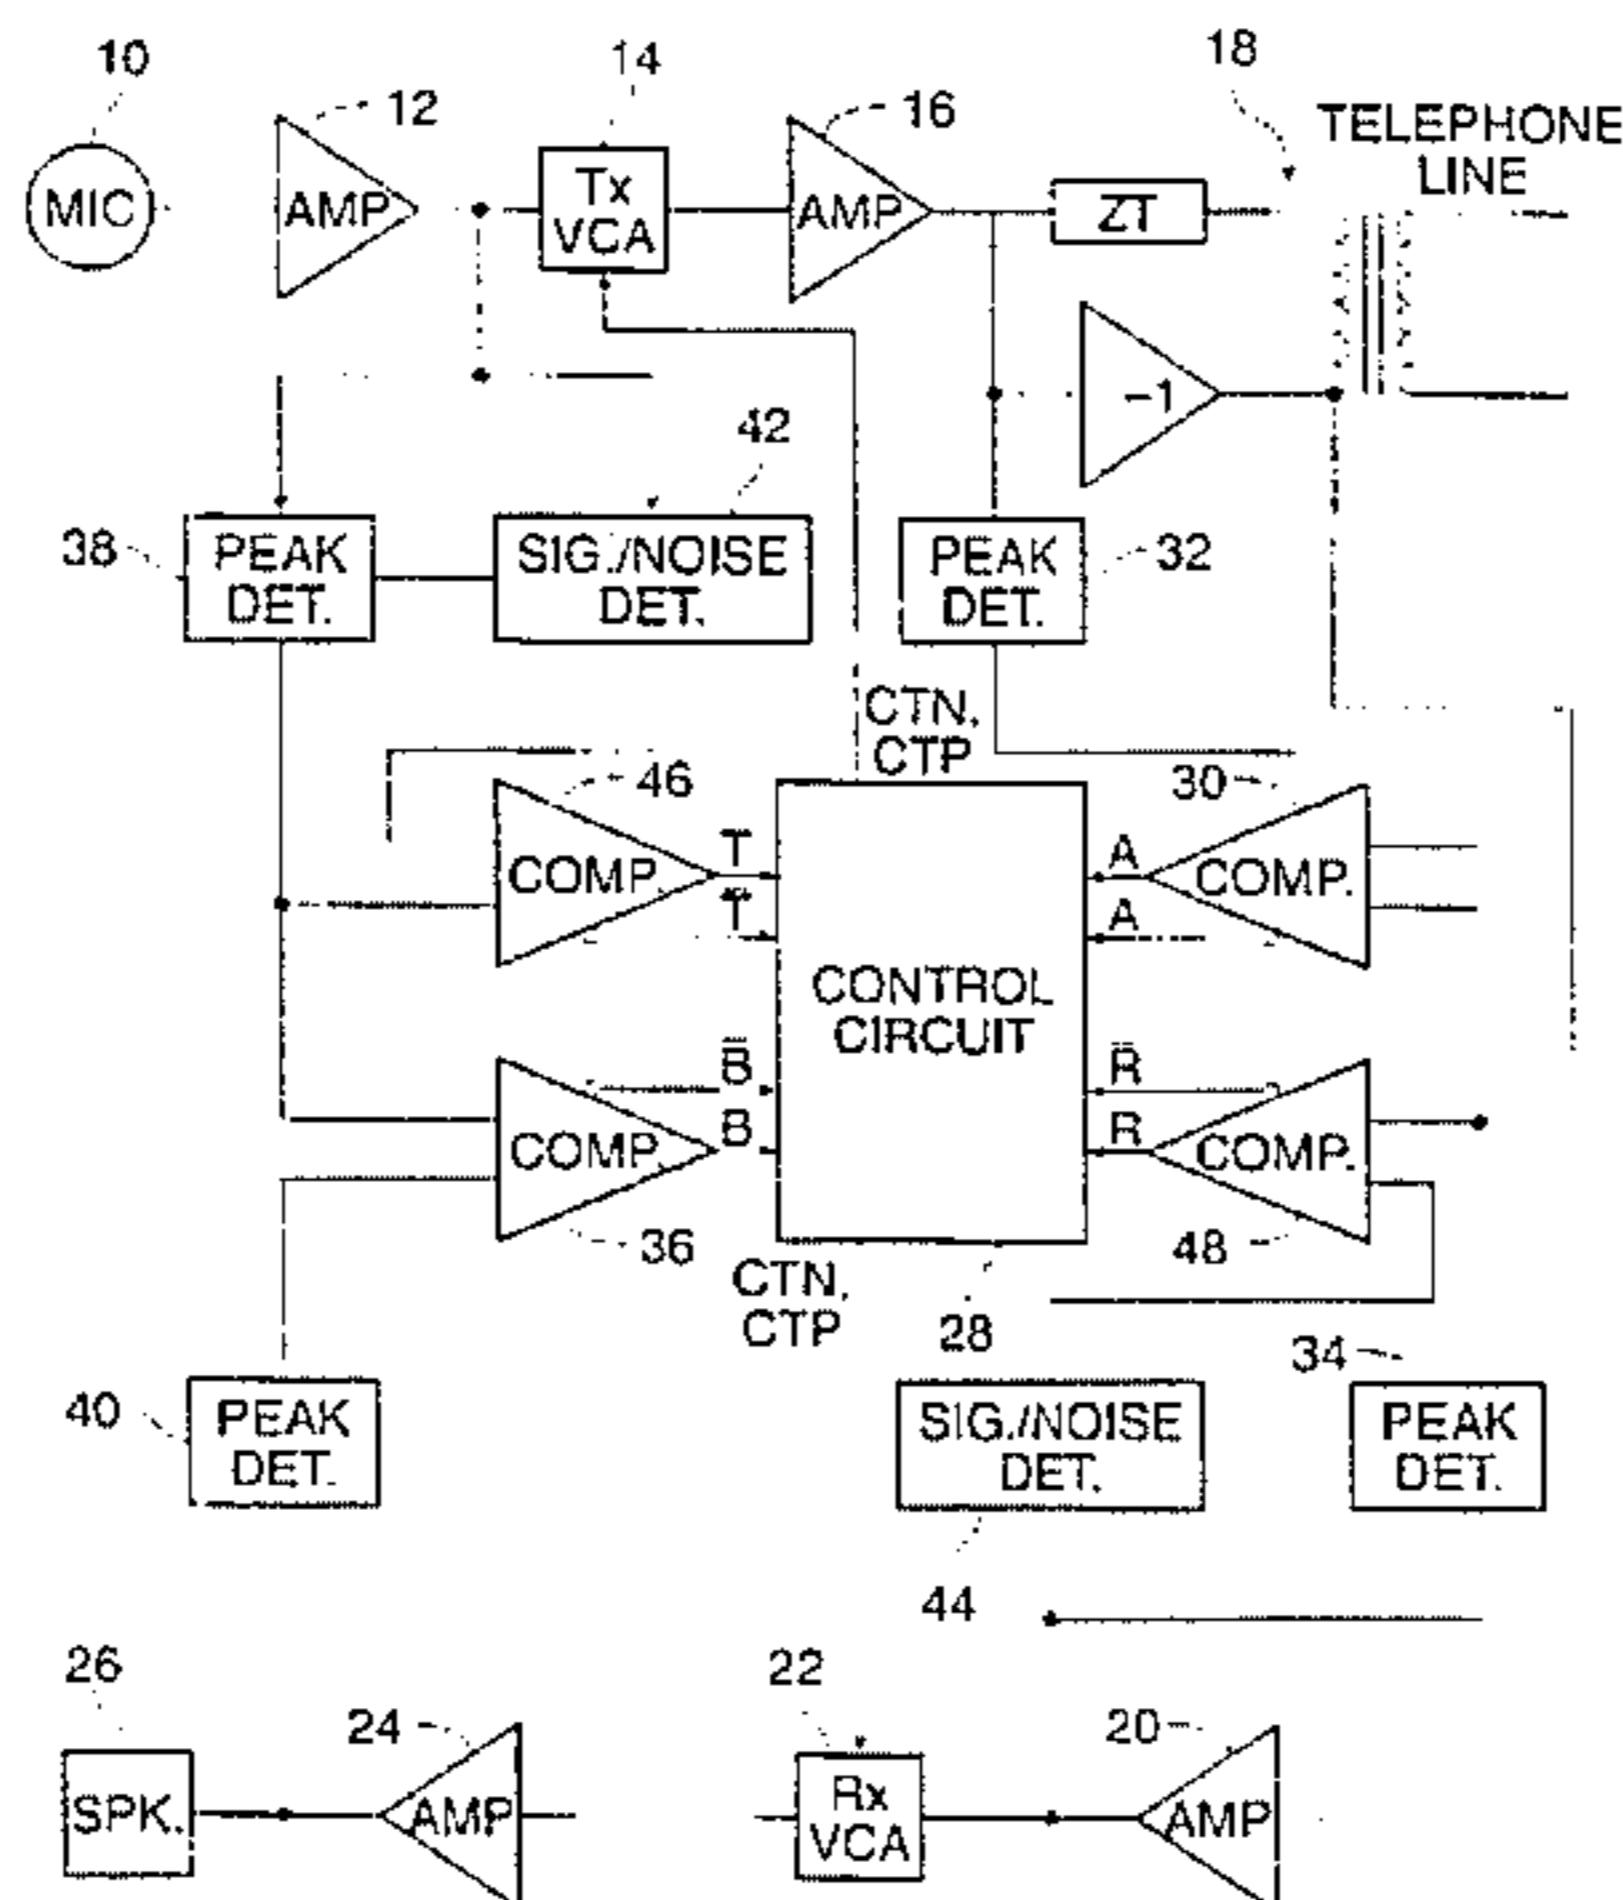 10
12
14
16
18
TELEPHONE
LINE
MIC
AMP
Tx
VCA
AMP
ZT
-1
42
38
PEAK
DET.
SIG./NOISE
DET.
PEAK
DET.
32
CTN,
CTP
46
30
COMP.
T
T̅
A
A
COMP.
CONTROL
CIRCUIT
COMP.
B̅
B
R̅
R
COMP.
36
48
CTN,
CTP
28
34
40
PEAK
DET.
SIG./NOISE
DET.
PEAK
DET.
44
26
24
22
20
SPK.
AMP
Rx
VCA
AMP